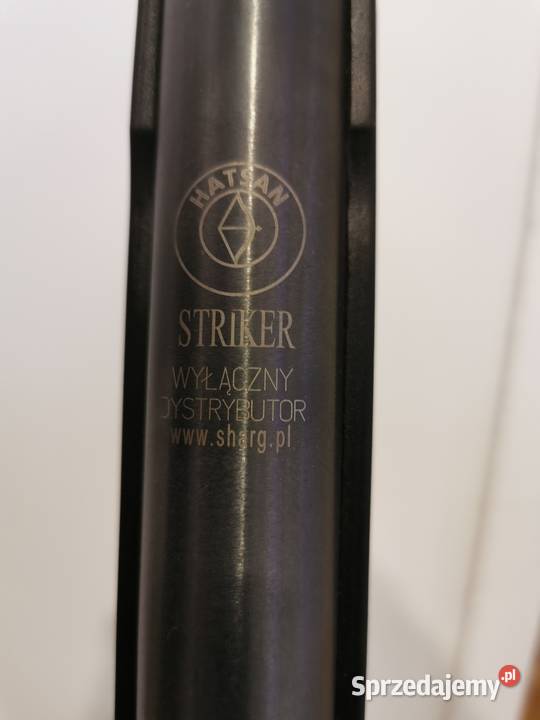 HATSAN
STRIKER
WYŁĄCZNY
DYSTRYBUTOR
www.sharg.pl
Sprzedajemy.pl